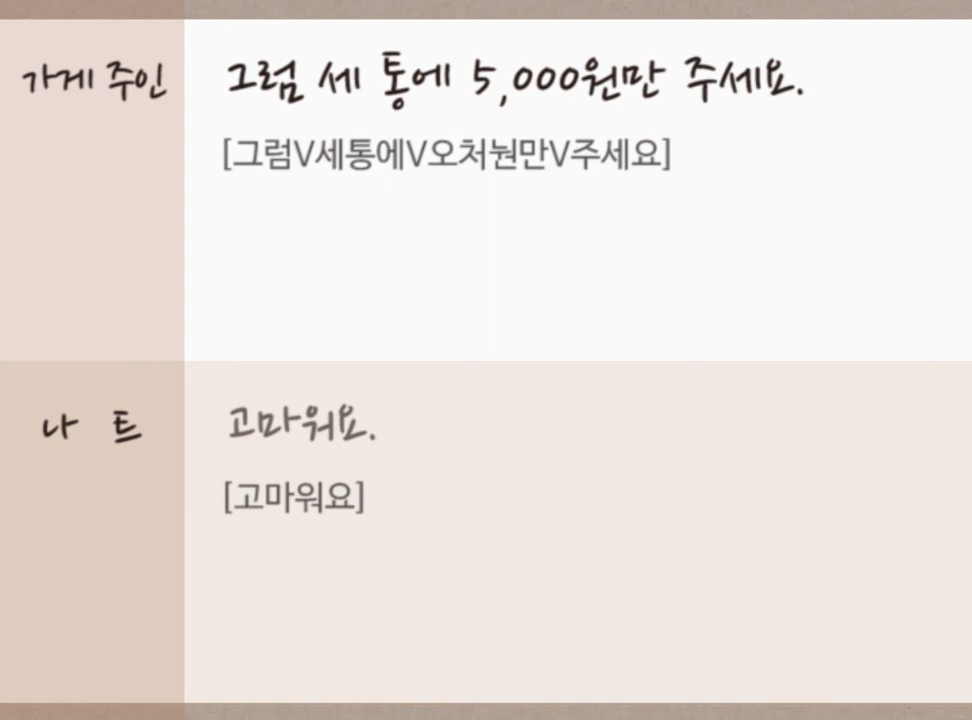 가게 주인
그럼 세 통에 5,000원만 주세요.
[그럼V세통에V오처눤만V주세요]
나 트
고마워요.
[고마워요]